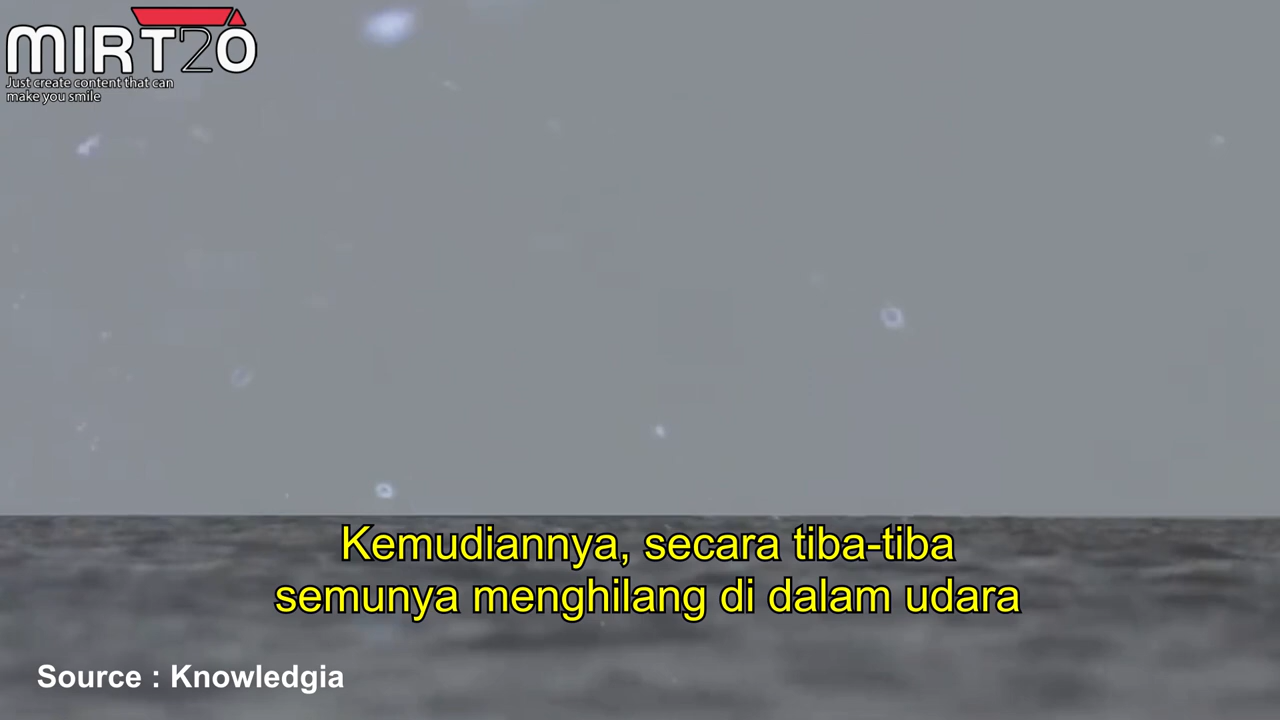 MIRT20
Just create content that can
make you smile
Kemudiannya, secara tiba-tiba
semunya menghilang di dalam udara
Source : Knowledgia